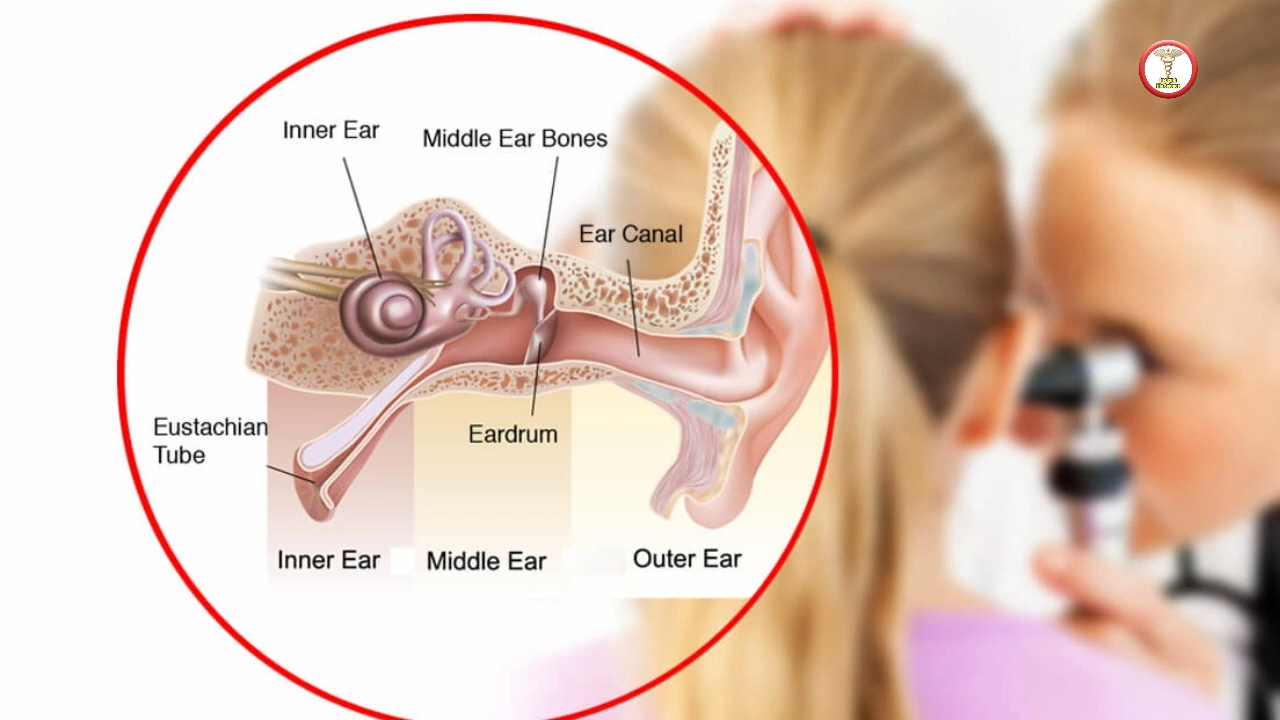 Inner Ear
Middle Ear Bones
Ear Canal
Eustachian
Tube
Eardrum
Inner Ear
Middle Ear
Outer Ear